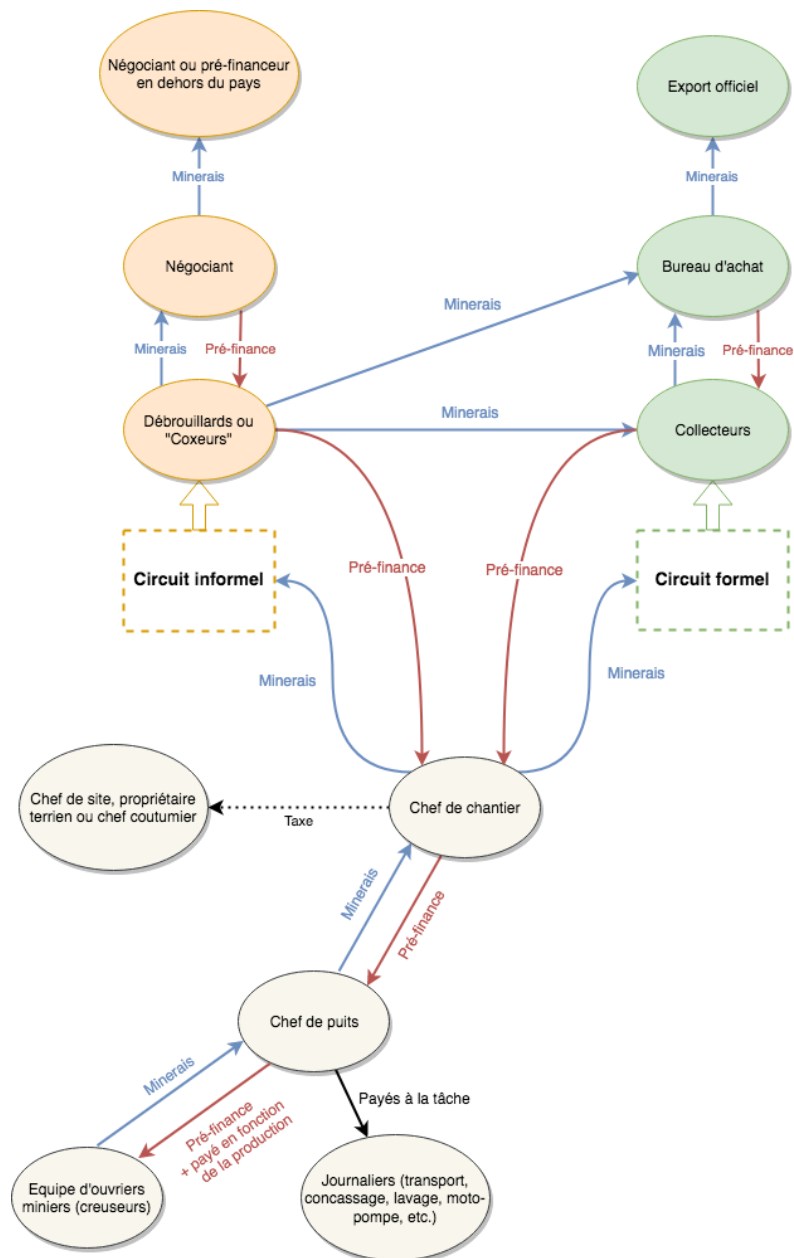 Négociant ou pré-financeur
en dehors du pays
Export officiel
Minerais
Minerais
Négociant
Bureau d'achat
Minerais
Minerais
Pré-finance
Minerais
Pré-finance
Débrouillards ou
"Coxeurs"
Minerais
Collecteurs
Circuit informel
Pré-finance
Pré-finance
Circuit formel
Minerais
Minerais
Chef de site, propriétaire
terrien ou chef coutumier
Taxe
Chef de chantier
Minerais
Pré-finance
Chef de puits
Minerais
Pré-finance
+ payé en fonction
de la production
Payés à la tâche
Equipe d'ouvriers
miniers (creuseurs)
Journaliers (transport,
concassage, lavage, moto-
pompe, etc.)